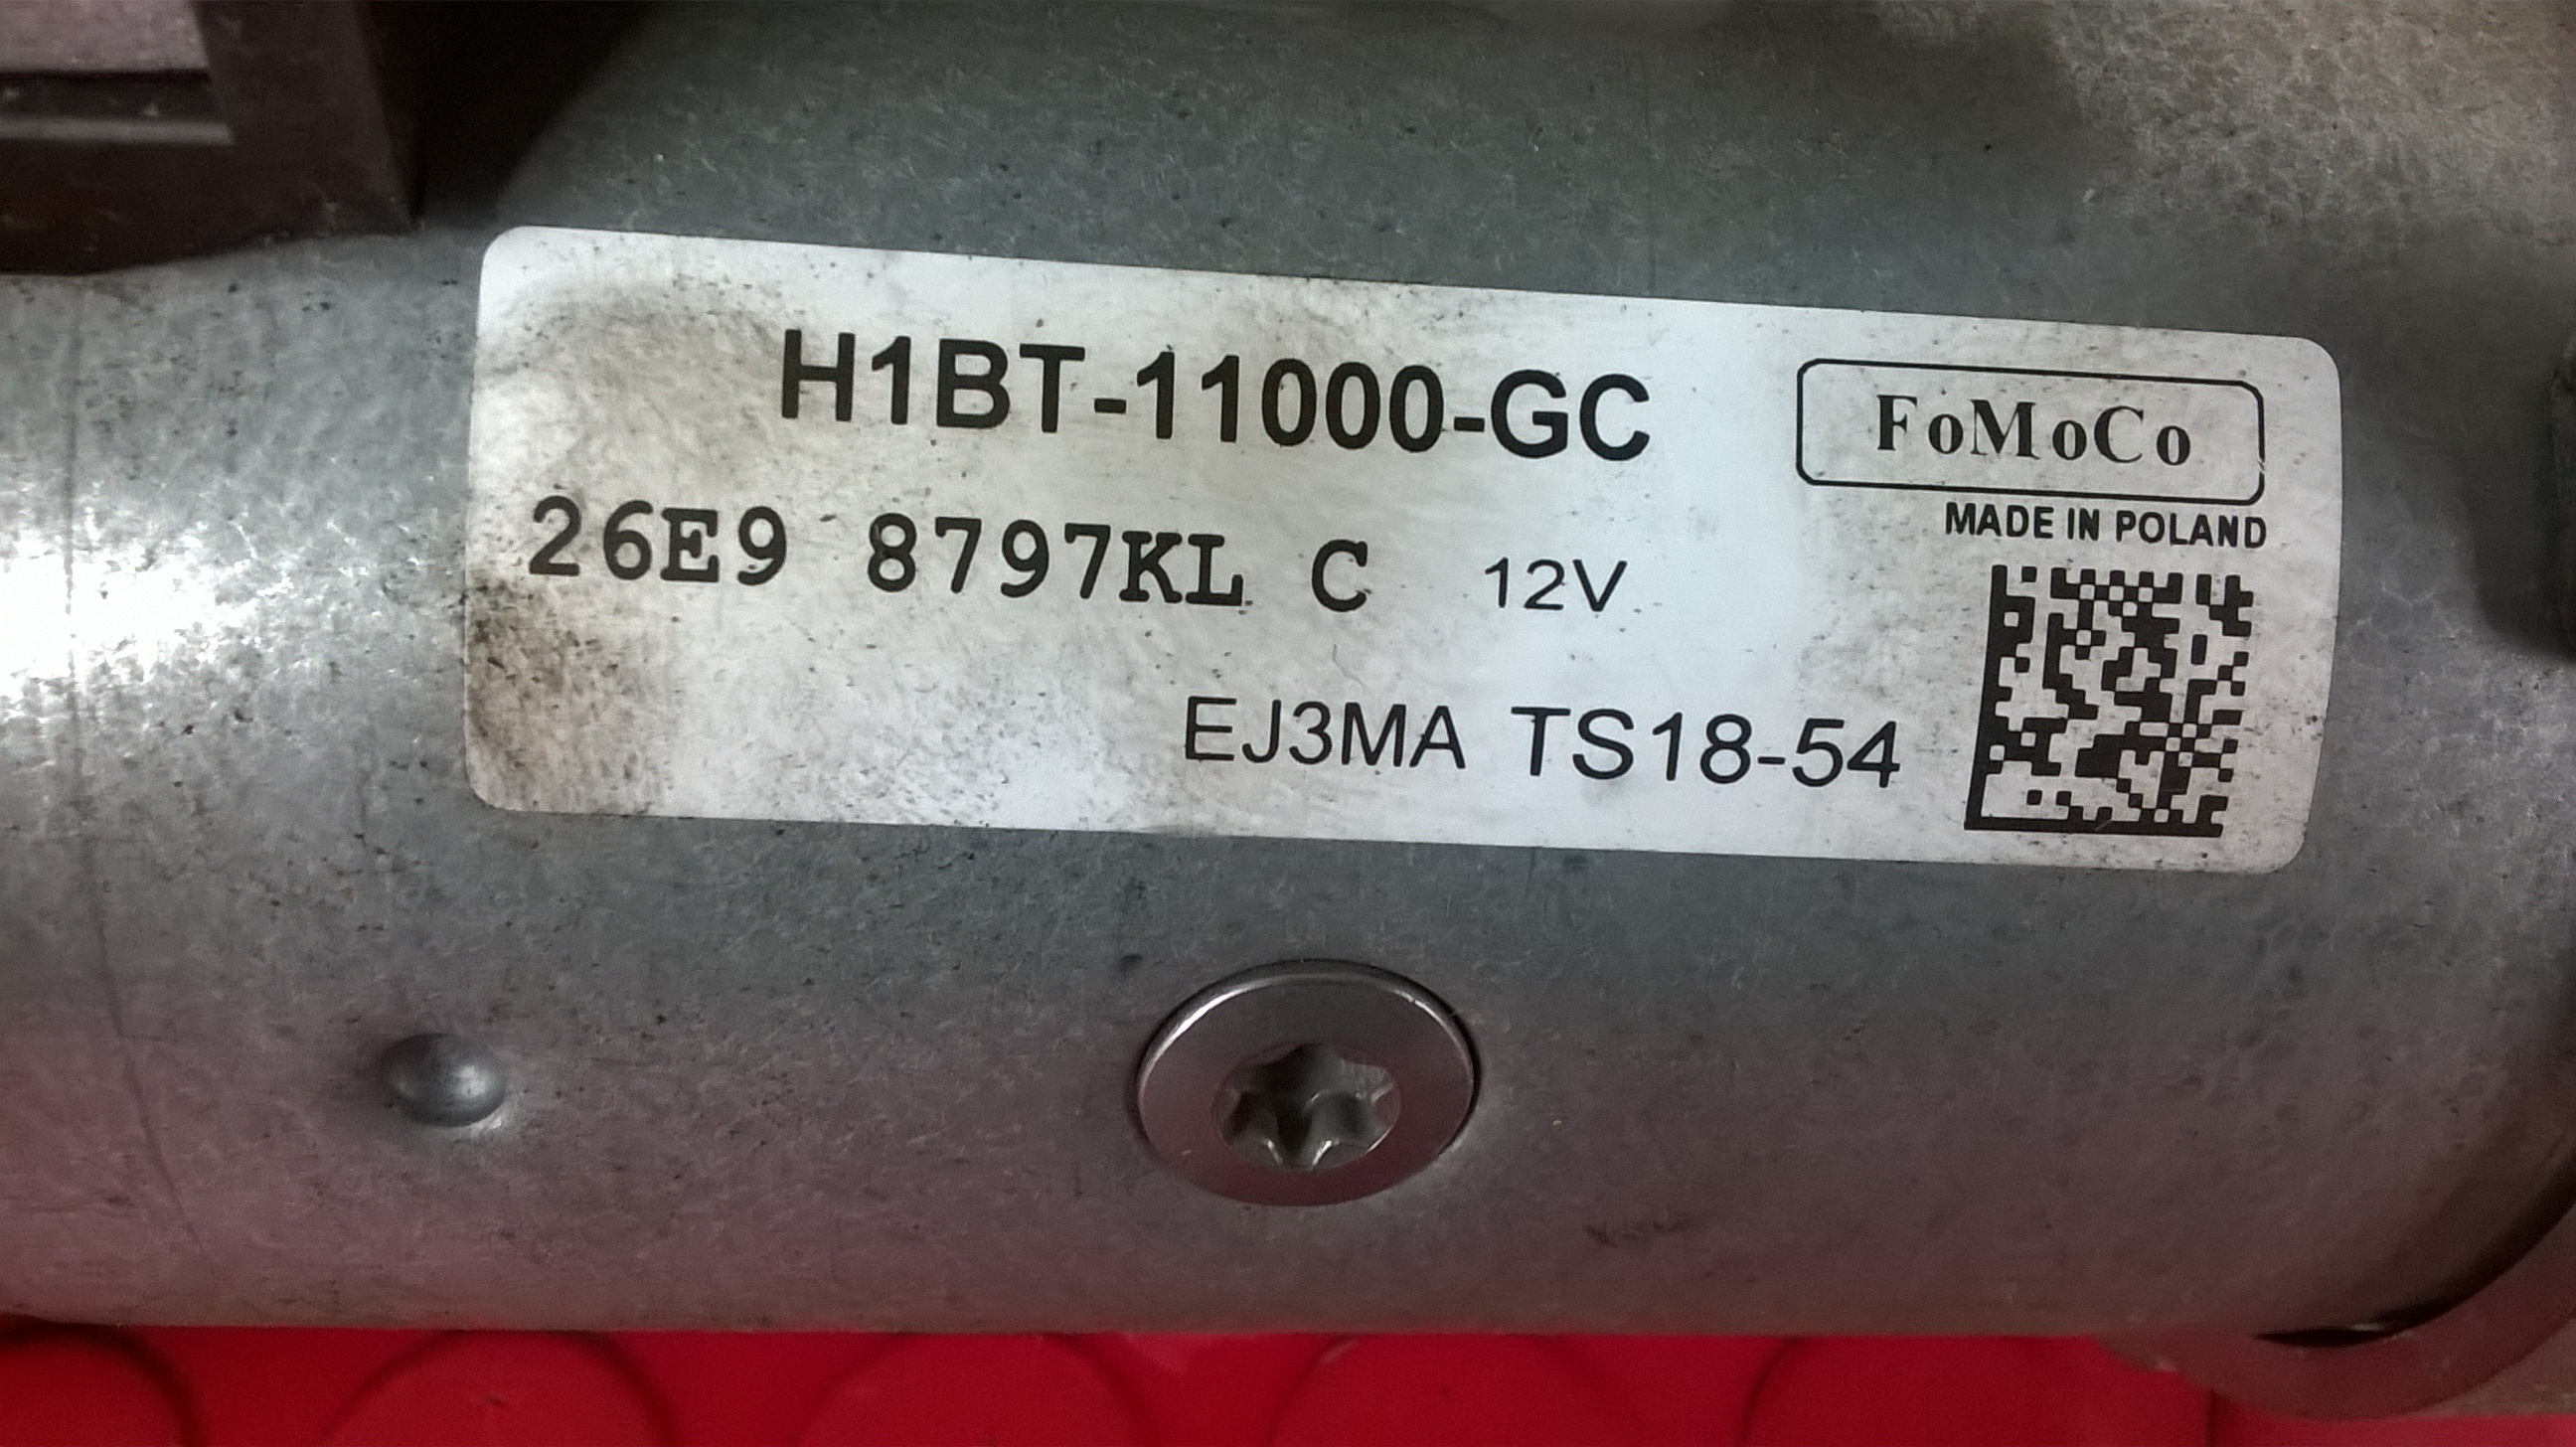 H1BT-11000-GC
FoMoCo
MADE IN POLAND
26E9 8797KL C 12V
EJ3MA TS18-54